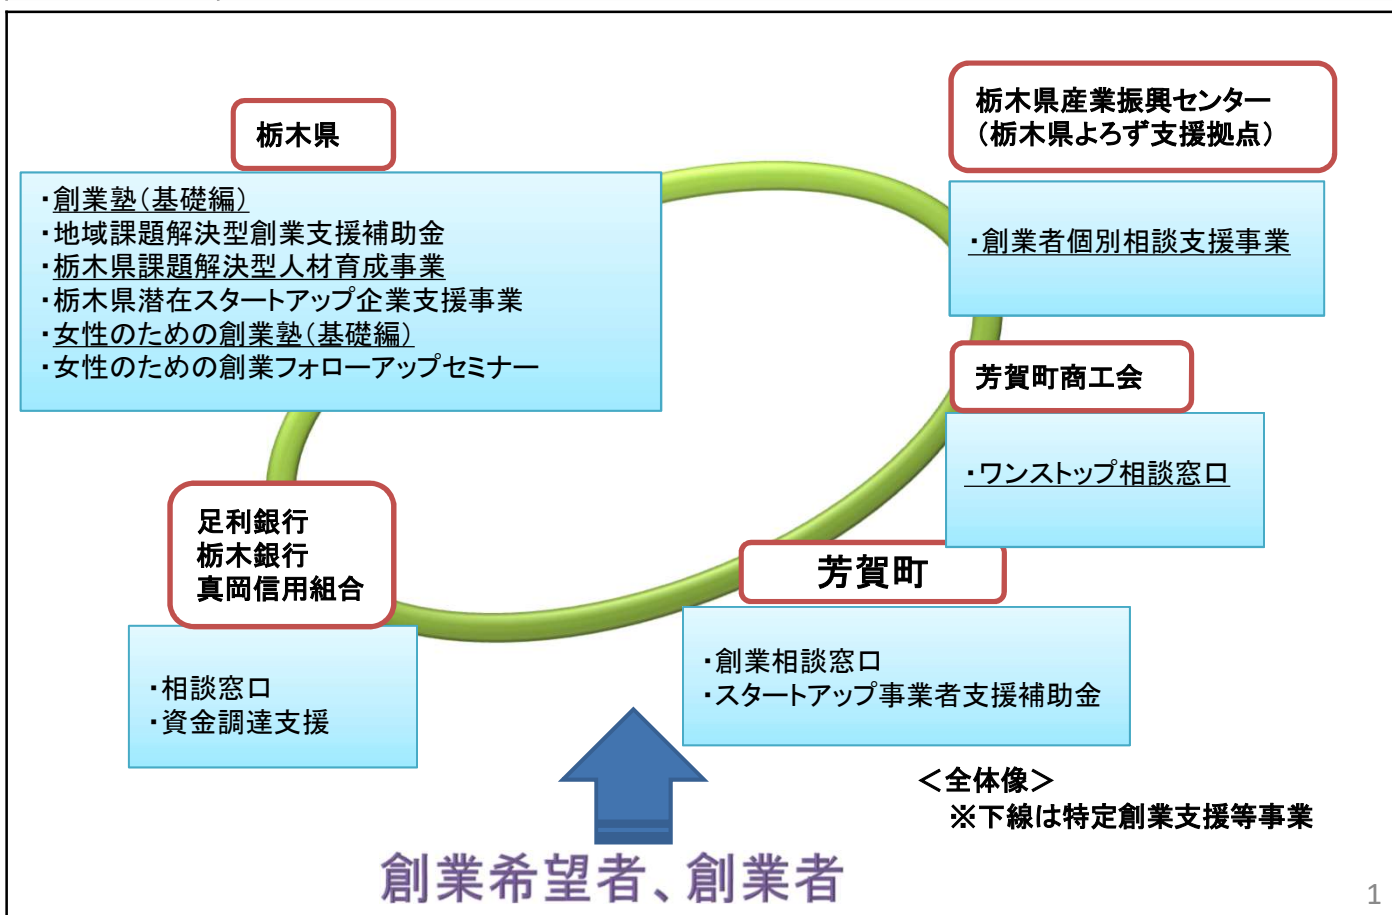 栃木県
・創業塾（基礎編）
・地域課題解決型創業支援補助金
・栃木県課題解決型人材育成事業
・栃木県潜在スタートアップ企業支援事業
・女性のための創業塾（基礎編）
・女性のための創業フォローアップセミナー
栃木県産業振興センター
（栃木県よろず支援拠点）
・創業者個別相談支援事業
芳賀町商工会
・ワンストップ相談窓口
足利銀行
栃木銀行
真岡信用組合
・相談窓口
・資金調達支援
芳賀町
・創業相談窓口
・スタートアップ事業者支援補助金
＜全体像＞
※下線は特定創業支援等事業
創業希望者、創業者
1